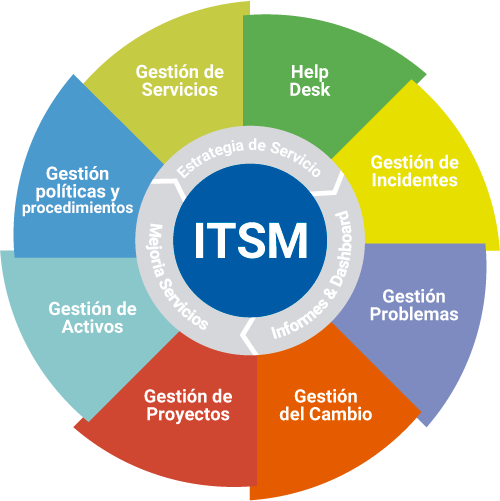 Gestión de
Servicios
Help
Desk
Gestión de
Incidentes
Gestión
Problemas
Gestión
del Cambio
Gestión de
Proyectos
Gestión de
Activos
Gestión
políticas y
procedimientos
Estrategia de Servicio
Informes & Dashboard
Mejoria Servicios
ITSM